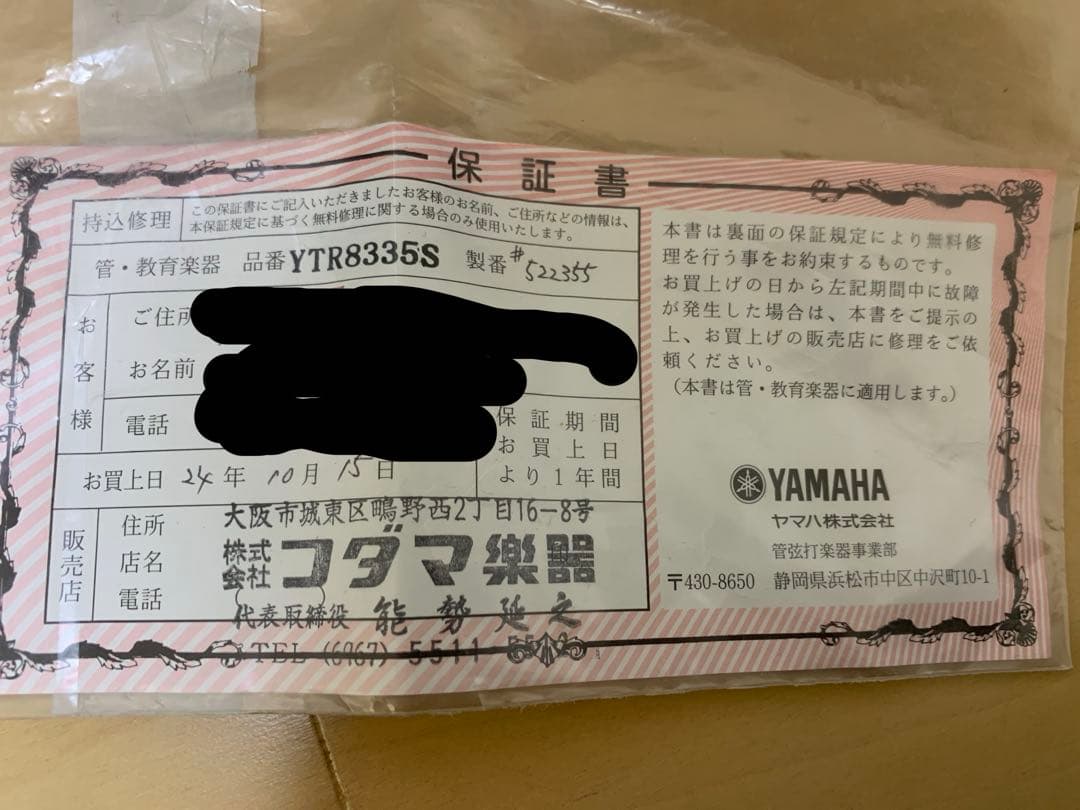 保証書
持込修理
この保証書にご記入いただきましたお客様のお名前、ご住所などの情報は、
本保証規定に基づく無料修理に関する場合のみ使用いたします。
管・教育楽器 品番 YTR8335S 製番 #522355
お客様
ご住所
お名前
電話
保証期間
お買上日
より1年間
お買上日 24年 10月 15日
販売店
住所 大阪市城東区鴫野西2丁目16-8号
店名 株式会社 コダマ楽器
電話
代表取締役 能勢延之
TEL (6967) 5511
本書は裏面の保証規定により無料修
理を行う事をお約束するものです。
お買上げの日から左記期間中に故障
が発生した場合は、本書をご提示の
上、お買上げの販売店に修理をご依
頼ください。
(本書は管・教育楽器に適用します。)
YAMAHA
ヤマハ株式会社
管弦打楽器事業部
〒430-8650 静岡県浜松市中区中沢町10-1